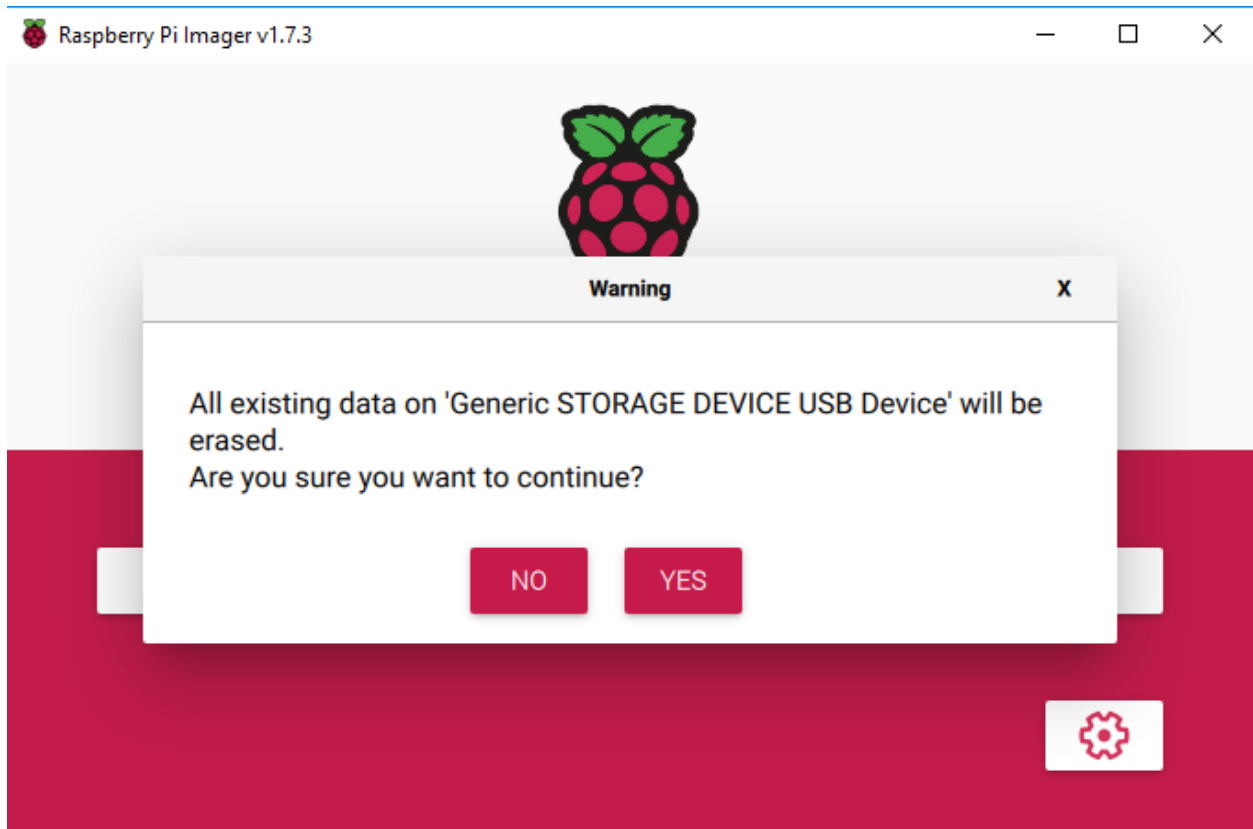 Raspberry Pi Imager v1.7.3
Warning
X
All existing data on 'Generic STORAGE DEVICE USB Device' will be
erased.
Are you sure you want to continue?
NO YES